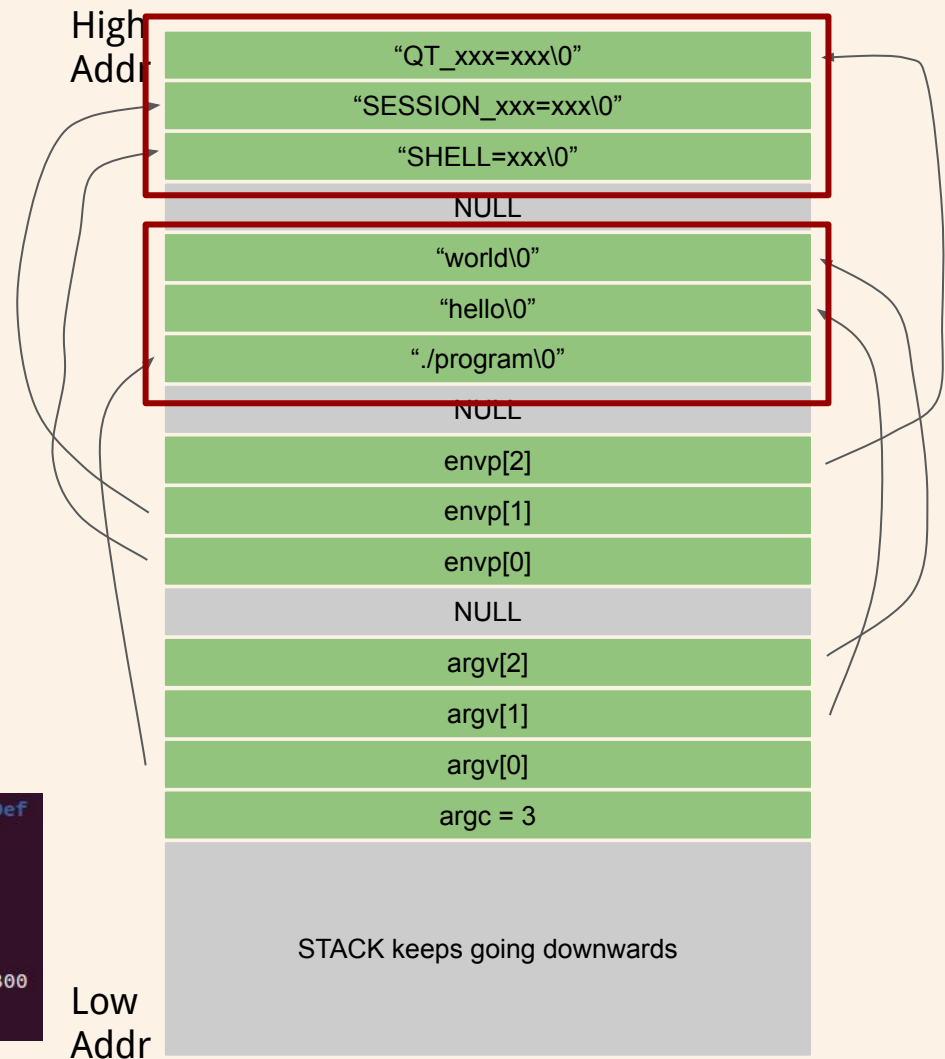 High
Addr
“QT_xxx=xxx\0”
“SESSION_xxx=xxx\0”
“SHELL=xxx\0”
NULL
“world\0”
“hello\0”
“./program\0”
NULL
envp[2]
envp[1]
envp[0]
NULL
argv[2]
argv[1]
argv[0]
argc = 3
STACK keeps going downwards
Low
Addr
ef
00